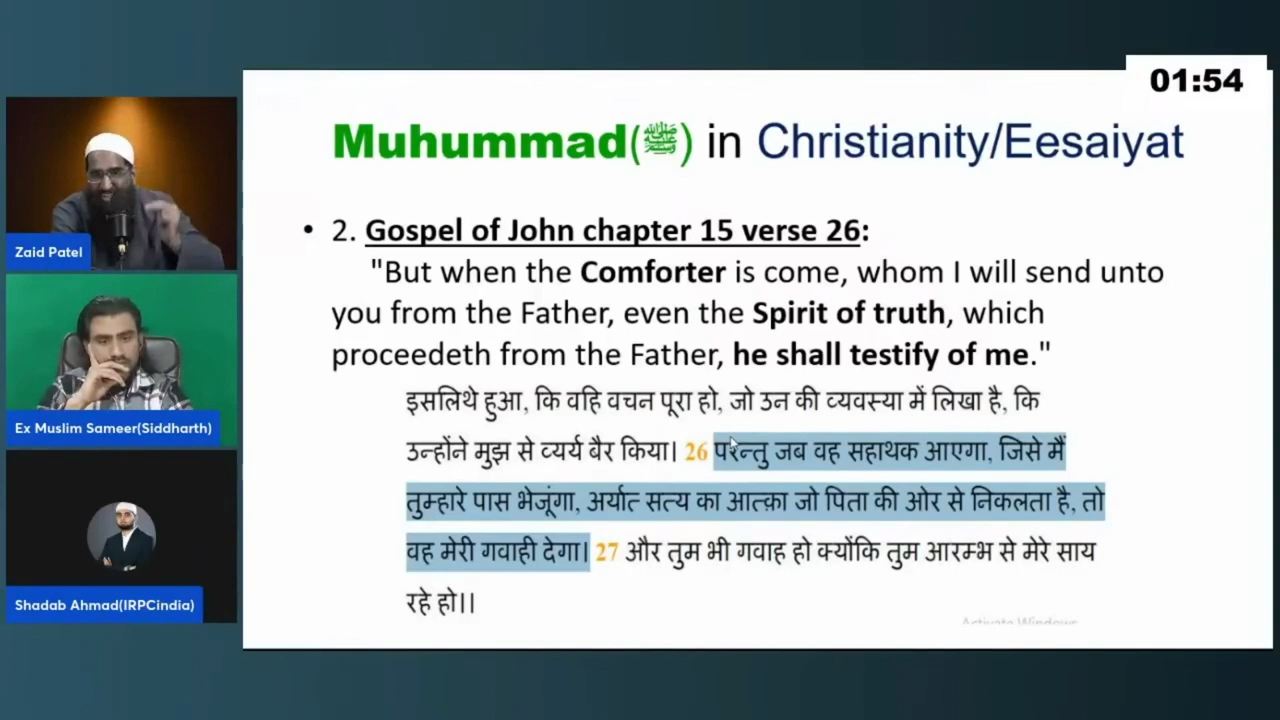 01:54
Muhummad(ﷺ) in Christianity/Eesaiyat
• 2. Gospel of John chapter 15 verse 26:
"But when the Comforter is come, whom I will send unto
you from the Father, even the Spirit of truth, which
proceedeth from the Father, he shall testify of me."
इसलिथे हुआ, कि वहि वचन पूरा हो, जो उन की व्यवस्या में लिखा है, कि
उन्होंने मुझ से व्यर्य बैर किया। 26 परन्तु जब वह सहाथक आएगा, जिसे मैं
तुम्हारे पास भेजूंगा, अर्यात सत्य का आत्क़ा जो पिता की ओर से निकलता है, तो
वह मेरी गवाही देगा। 27 और तुम भी गवाह हो क्योंकि तुम आरम्भ से मेरे साय
रहे हो।।
Activate Windows
Zaid Patel
Ex Muslim Sameer(Siddharth)
Shadab Ahmad(IRPCindia)